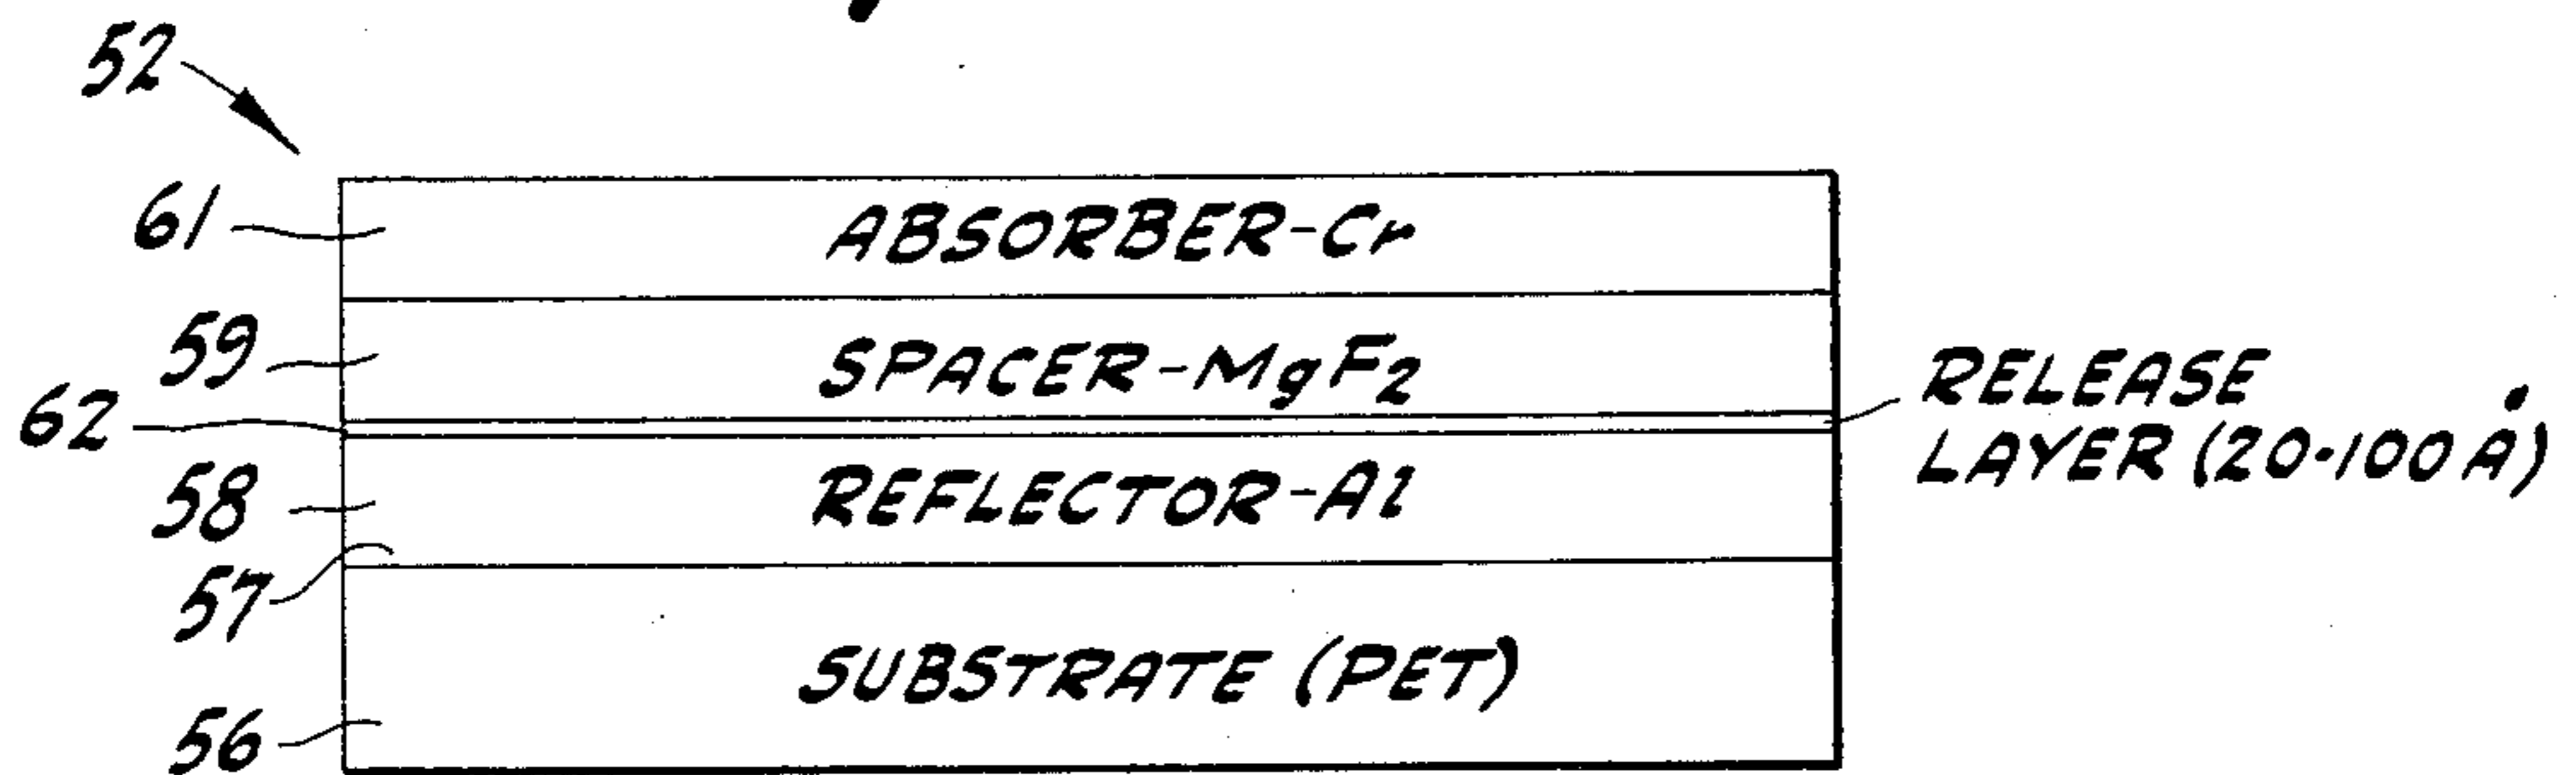 52
61
ABSORBER-Cr
59
SPACER-MgF2
62
RELEASE
LAYER (20-100 Å)
58
REFLECTOR-Al
57
SUBSTRATE (PET)
56